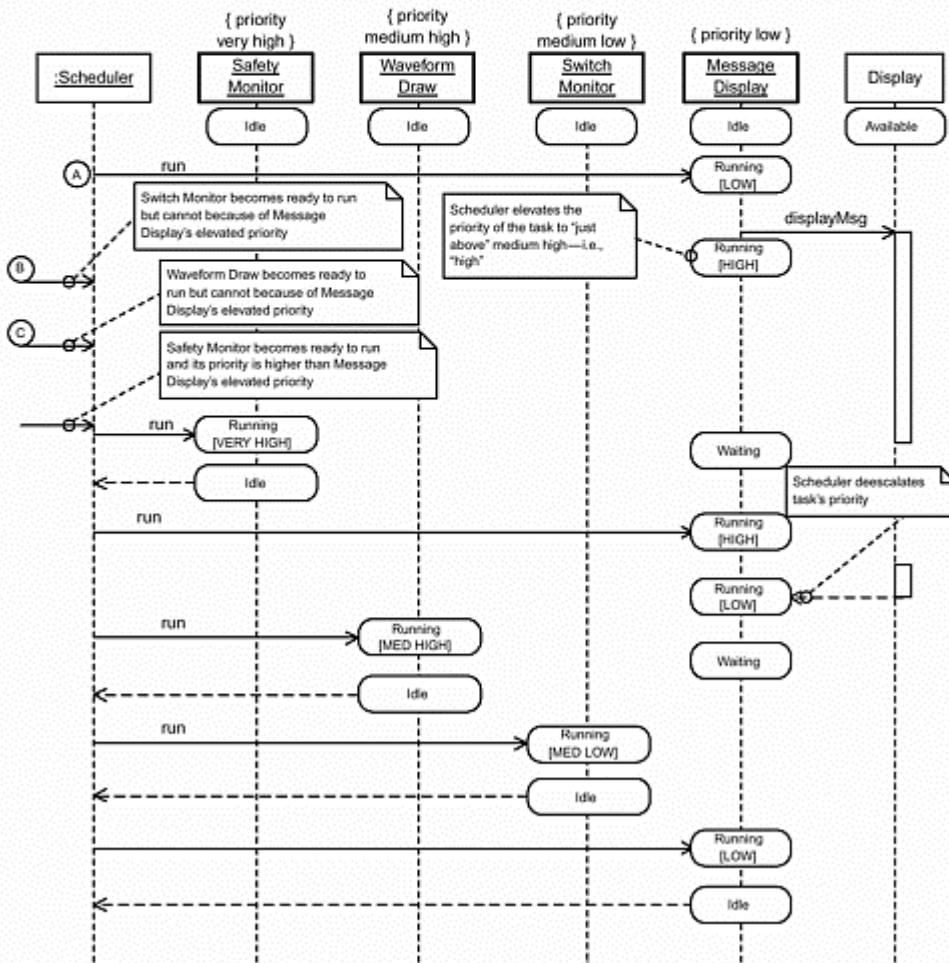 { priority
very high }
{ priority
medium high }
{ priority
medium low }
{ priority low }
:Scheduler
Safety
Monitor
Waveform
Draw
Switch
Monitor
Message
Display
Display
Idle
Idle
Idle
Idle
Available
A
run
Running
[LOW]
Switch Monitor becomes ready to run
but cannot because of Message
Display's elevated priority
Scheduler elevates the
priority of the task to "just
above" medium high—i.e.,
"high"
displayMsg
Running
[HIGH]
B
Waveform Draw becomes ready to
run but cannot because of Message
Display's elevated priority
C
Safety Monitor becomes ready to run
and its priority is higher than Message
Display's elevated priority
run
Running
[VERY HIGH]
Waiting
Idle
Scheduler deescalates
task's priority
run
Running
[HIGH]
Running
[LOW]
run
Running
[MED HIGH]
Waiting
Idle
run
Running
[MED LOW]
Idle
Running
[LOW]
Idle